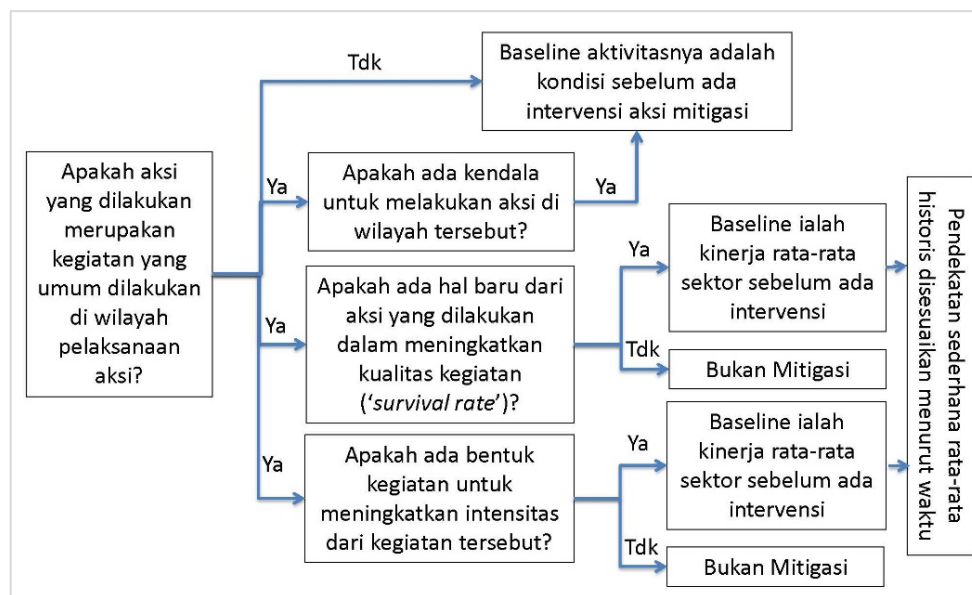 Tdk
Baseline aktivitasnya adalah
kondisi sebelum ada
intervensi aksi mitigasi
Apakah aksi
yang dilakukan
merupakan
kegiatan yang
umum dilakukan
di wilayah
pelaksanaan
aksi?
Ya
Apakah ada kendala
untuk melakukan aksi di
wilayah tersebut?
Ya
Ya
Apakah ada hal baru dari
aksi yang dilakukan
dalam meningkatkan
kualitas kegiatan
(‘survival rate’)?
Ya
Baseline ialah
kinerja rata-rata
sektor sebelum ada
intervensi
Tdk
Bukan Mitigasi
Ya
Apakah ada bentuk
kegiatan untuk
meningkatkan intensitas
dari kegiatan tersebut?
Ya
Baseline ialah
kinerja rata-rata
sektor sebelum ada
intervensi
Tdk
Bukan Mitigasi
Pendekatan sederhana rata-rata
historis disesuaikan menurut waktu